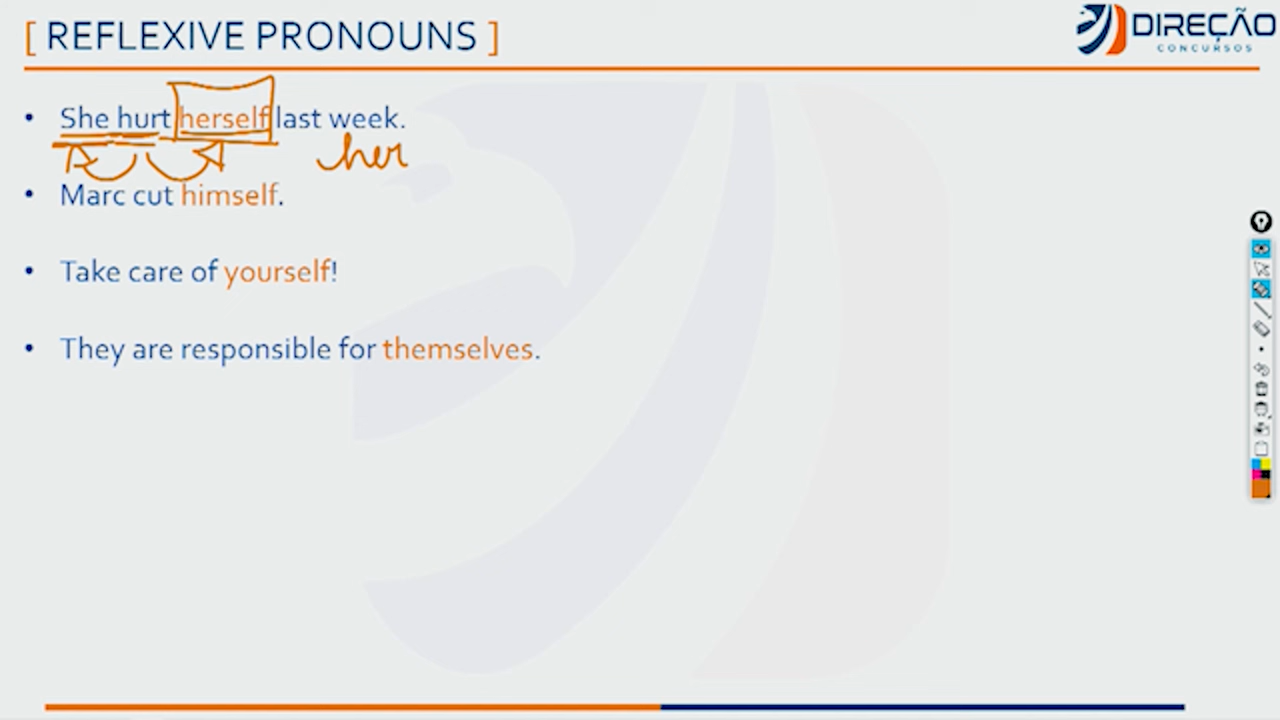 [ REFLEXIVE PRONOUNS ]
DIREÇÃO
CONCURSOS
• She hurt herself last week.
her
• Marc cut himself.
• Take care of yourself!
• They are responsible for themselves.